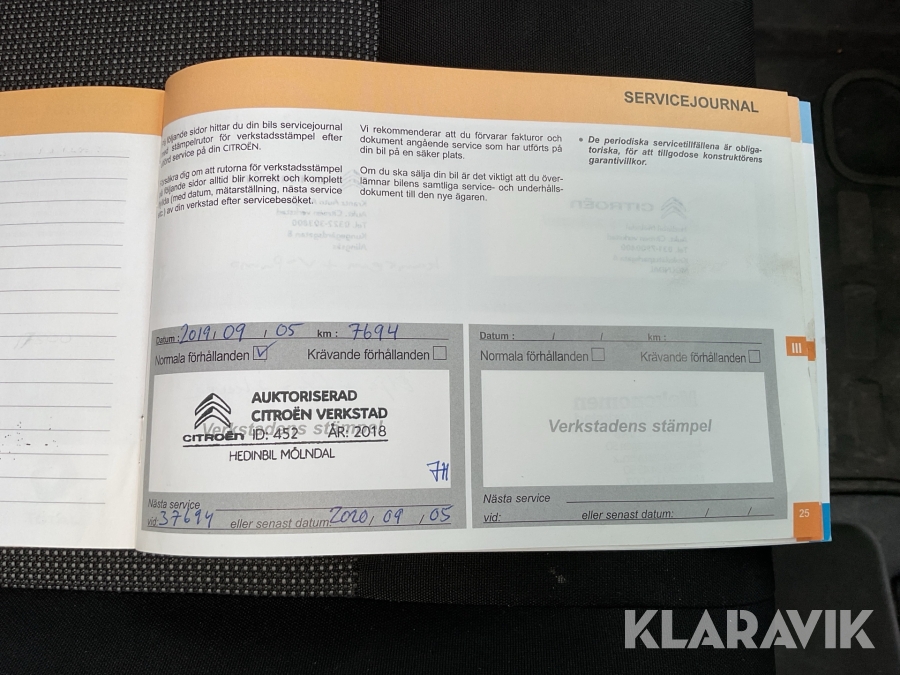 SERVICEJOURNAL
följande sidor hittar du din bils servicejournal
stämpelrutor för verkstadsstämpel efter
service på din CITROËN.
dig om att rutorna för verkstadsstämpel
följande sidor alltid blir korrekt och komplett
(med datum, mätarställning, nästa service
av din verkstad efter servicebesöket.
Vi rekommenderar att du förvarar fakturor och
dokument angående service som har utförts på
din bil på en säker plats.
Om du ska sälja din bil är det viktigt att du över-
lämnar bilens samtliga service- och underhålls-
dokument till den nye ägaren.
• De periodiska servicetillfällena är obliga-
toriska, för att tillgodose konstruktörens
garantivillkor.
Datum : 2019 / 09 / 05 km : 7694
Normala förhållanden Krävande förhållanden
AUKTORISERAD
CITROËN VERKSTAD
Verkstadens stämpel
CITROËN ID: 452 ÅR: 2018
HEDINBIL MÖLNDAL
Nästa service
vid: 37694 eller senast datum: 2020 / 09 / 05
Datum : / / km :
Normala förhållanden Krävande förhållanden
Verkstadens stämpel
Nästa service
vid: eller senast datum: / /
III
25
KLARAVIK